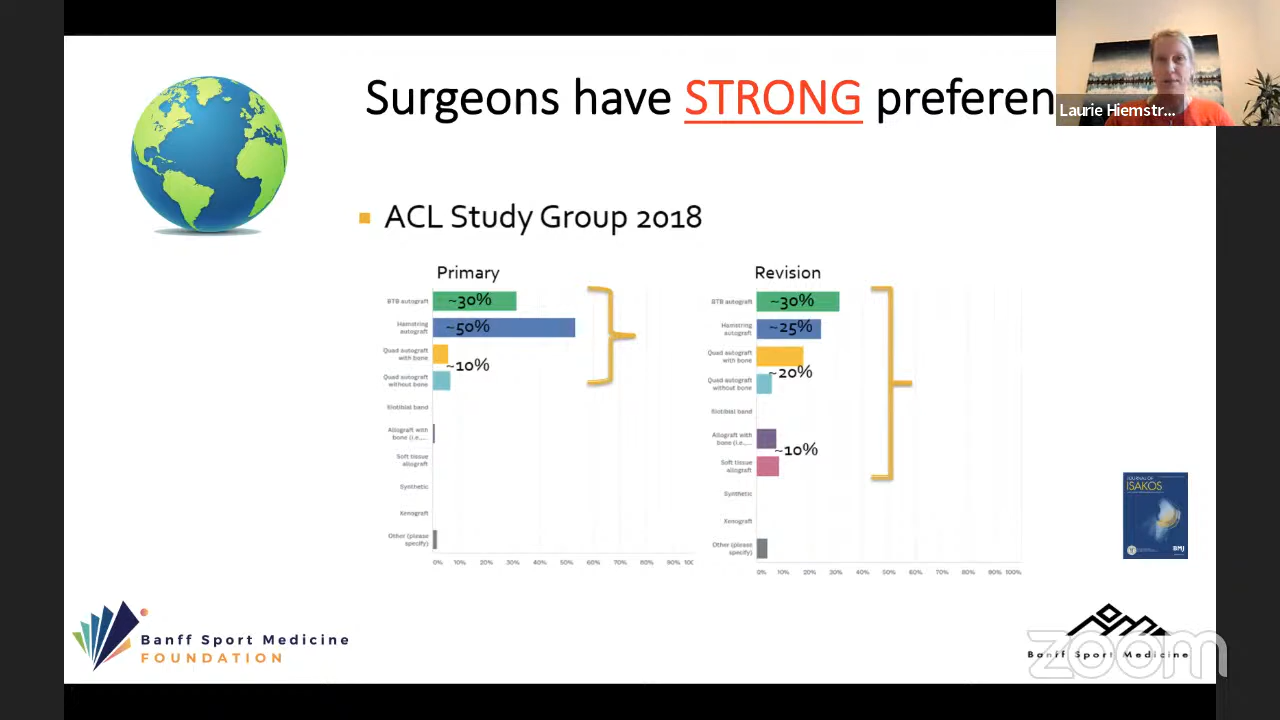 Surgeons have STRONG preferen
Laurie Hiemstr...
ACL Study Group 2018
Primary
BTB autograft
~30%
Hamstring
autograft
~50%
Quad autograft
with bone
~10%
Quad autograft
without bone
Iliotibial band
Allograft with
bone (i.e.,...
Soft tissue
allograft
Synthetic
Xenograft
Other (please
specify)
0% 10% 20% 30% 40% 50% 60% 70% 80% 90% 10C
Revision
BTB autograft
~30%
Hamstring
autograft
~25%
Quad autograft
with bone
~20%
Quad autograft
without bone
Iliotibial band
Allograft with
bone (i.e.,...
~10%
Soft tissue
allograft
Synthetic
Xenograft
Other (please
specify)
0% 10% 20% 30% 40% 50% 60% 70% 80% 90% 100%
JOURNAL OF
ISAKOS
BMJ
Banff Sport Medicine
FOUNDATION
Banff Sport Medicine
zoom